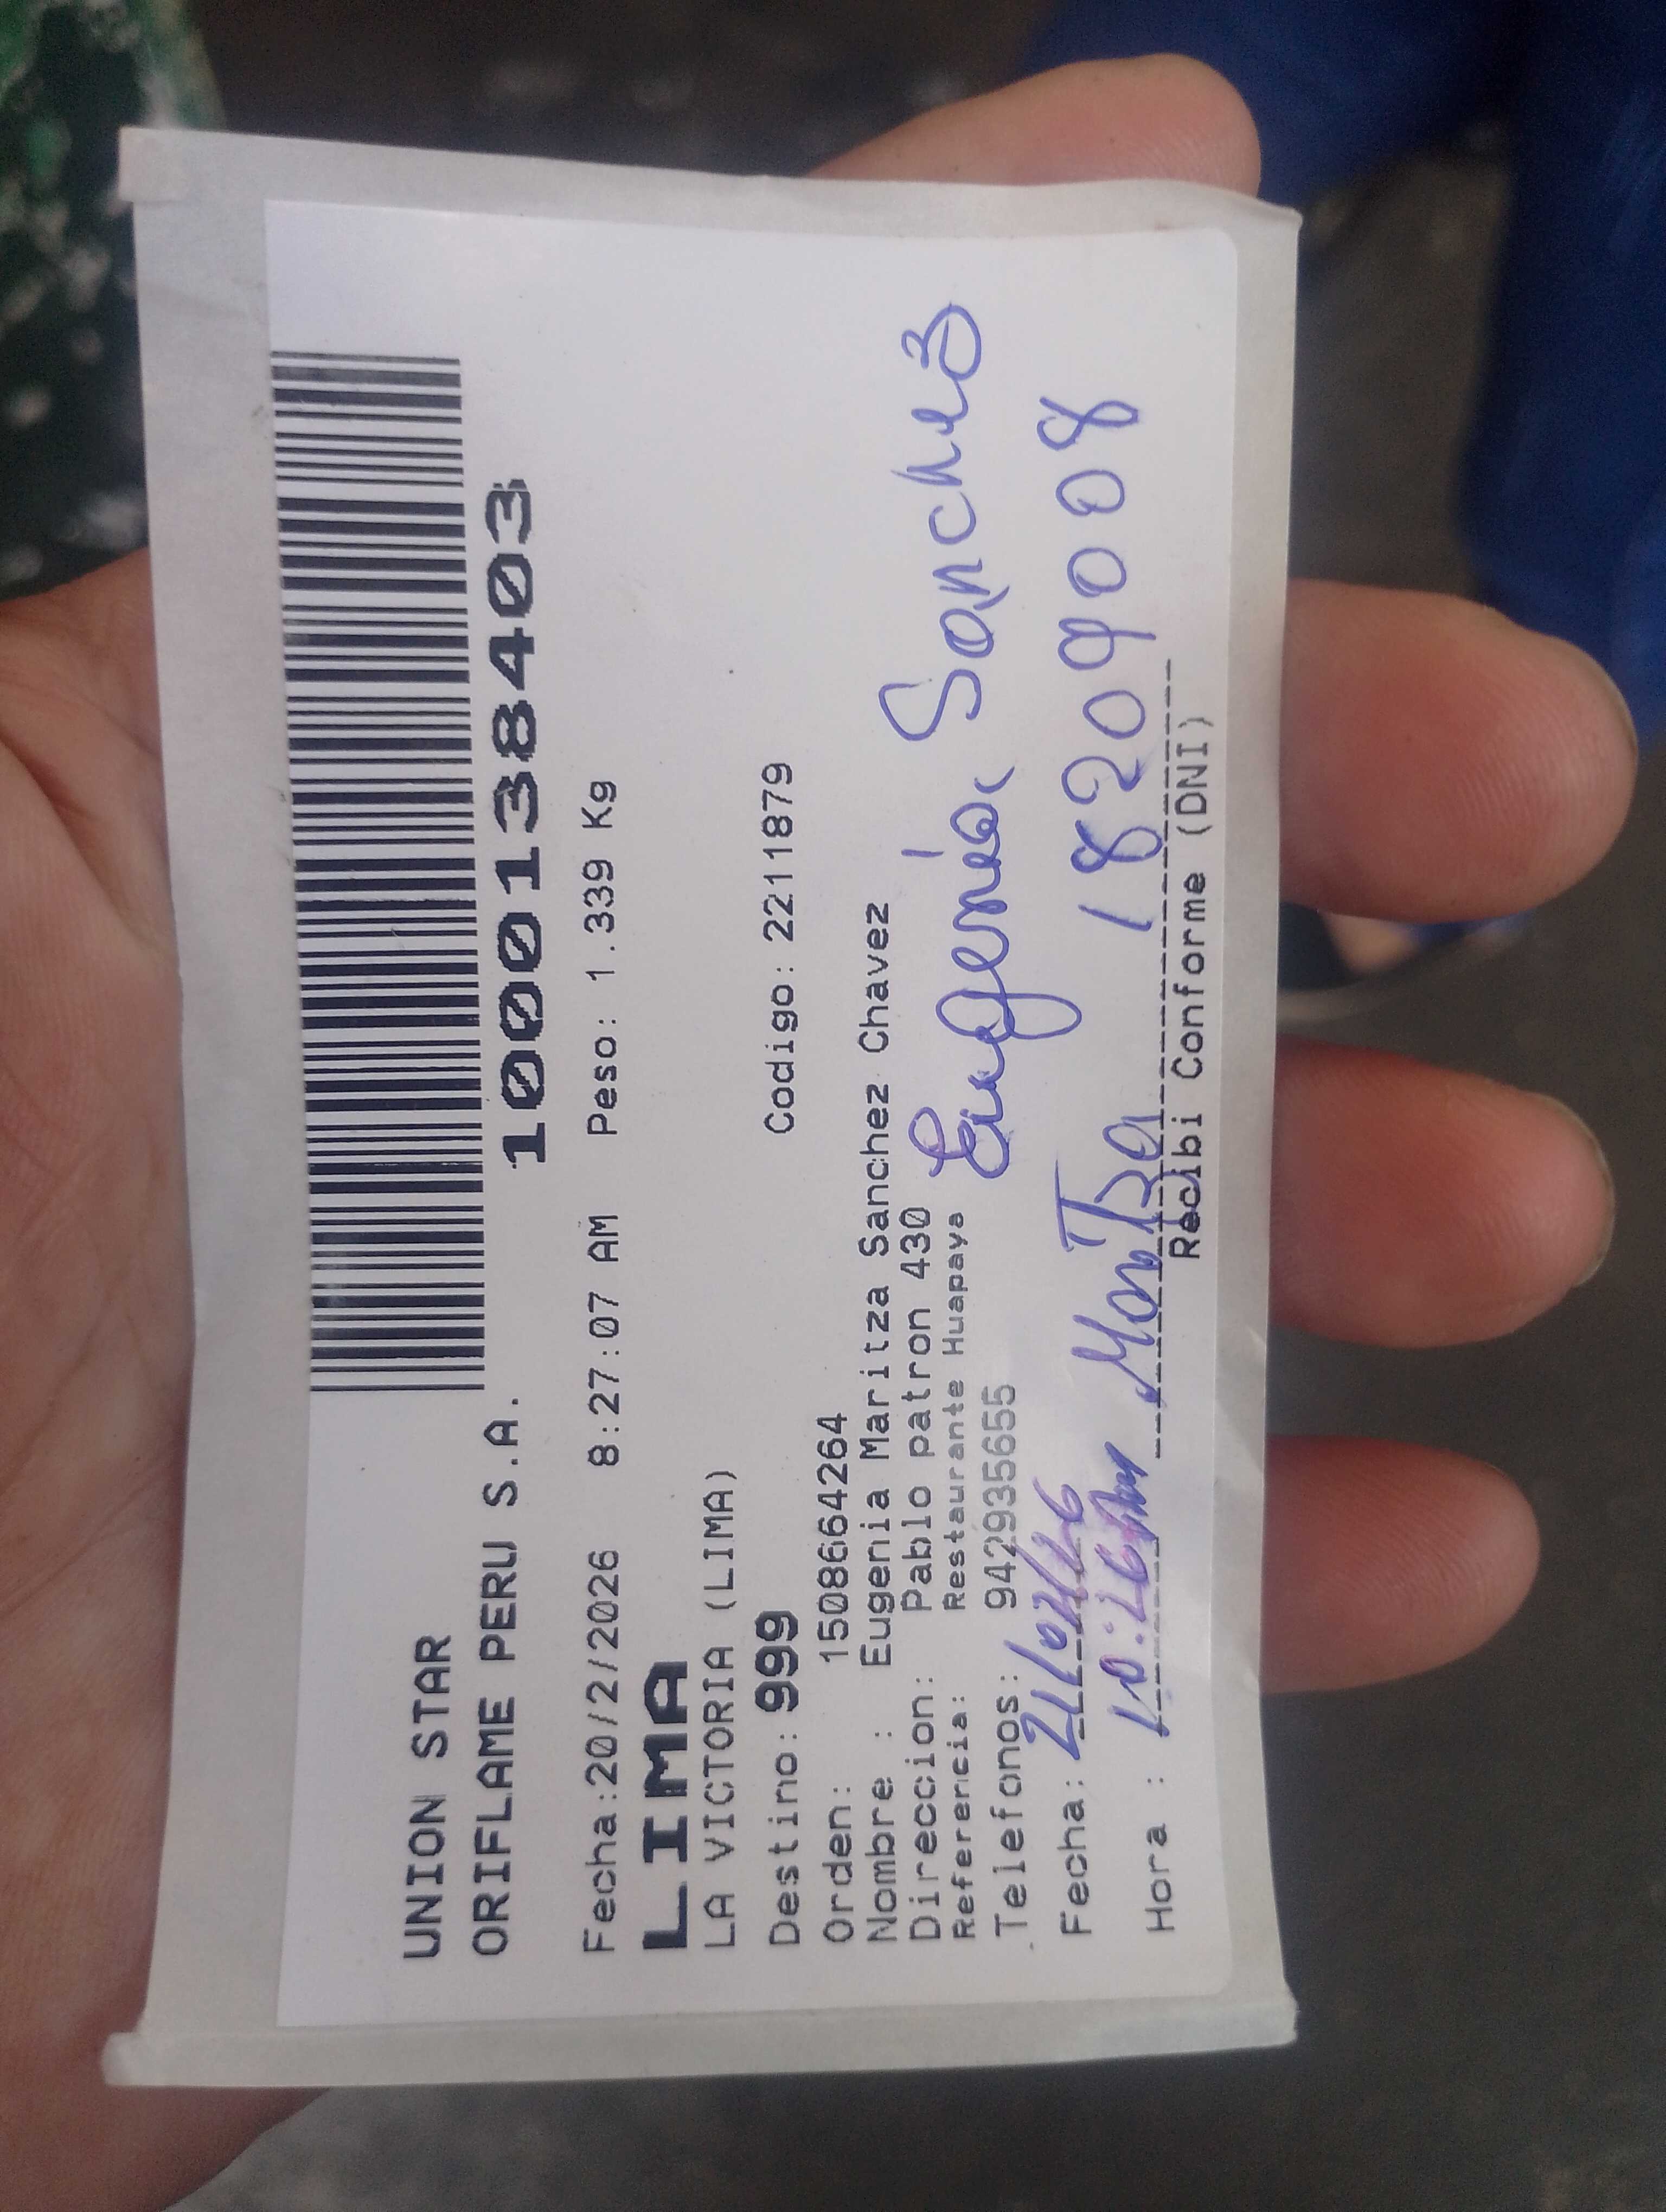 UNION STAR
ORIFLAME PERU S.A.
1000138403
Fecha:20/2/2026 8:27:07 AM Peso: 1.339 Kg
LIMA
LA VICTORIA (LIMA)
Destino: 999 Codigo: 2211879
Orden: 1508664264
Nombre : Eugenia Maritza Sanchez Chavez
Direccion: Pablo patron 430
Referencia: Restaurante Huapaya
Telefonos: 942935655
Eugenia Sanchez
Fecha: 21/02/26
Hora :
18209008
Recibi Conforme (DNI)